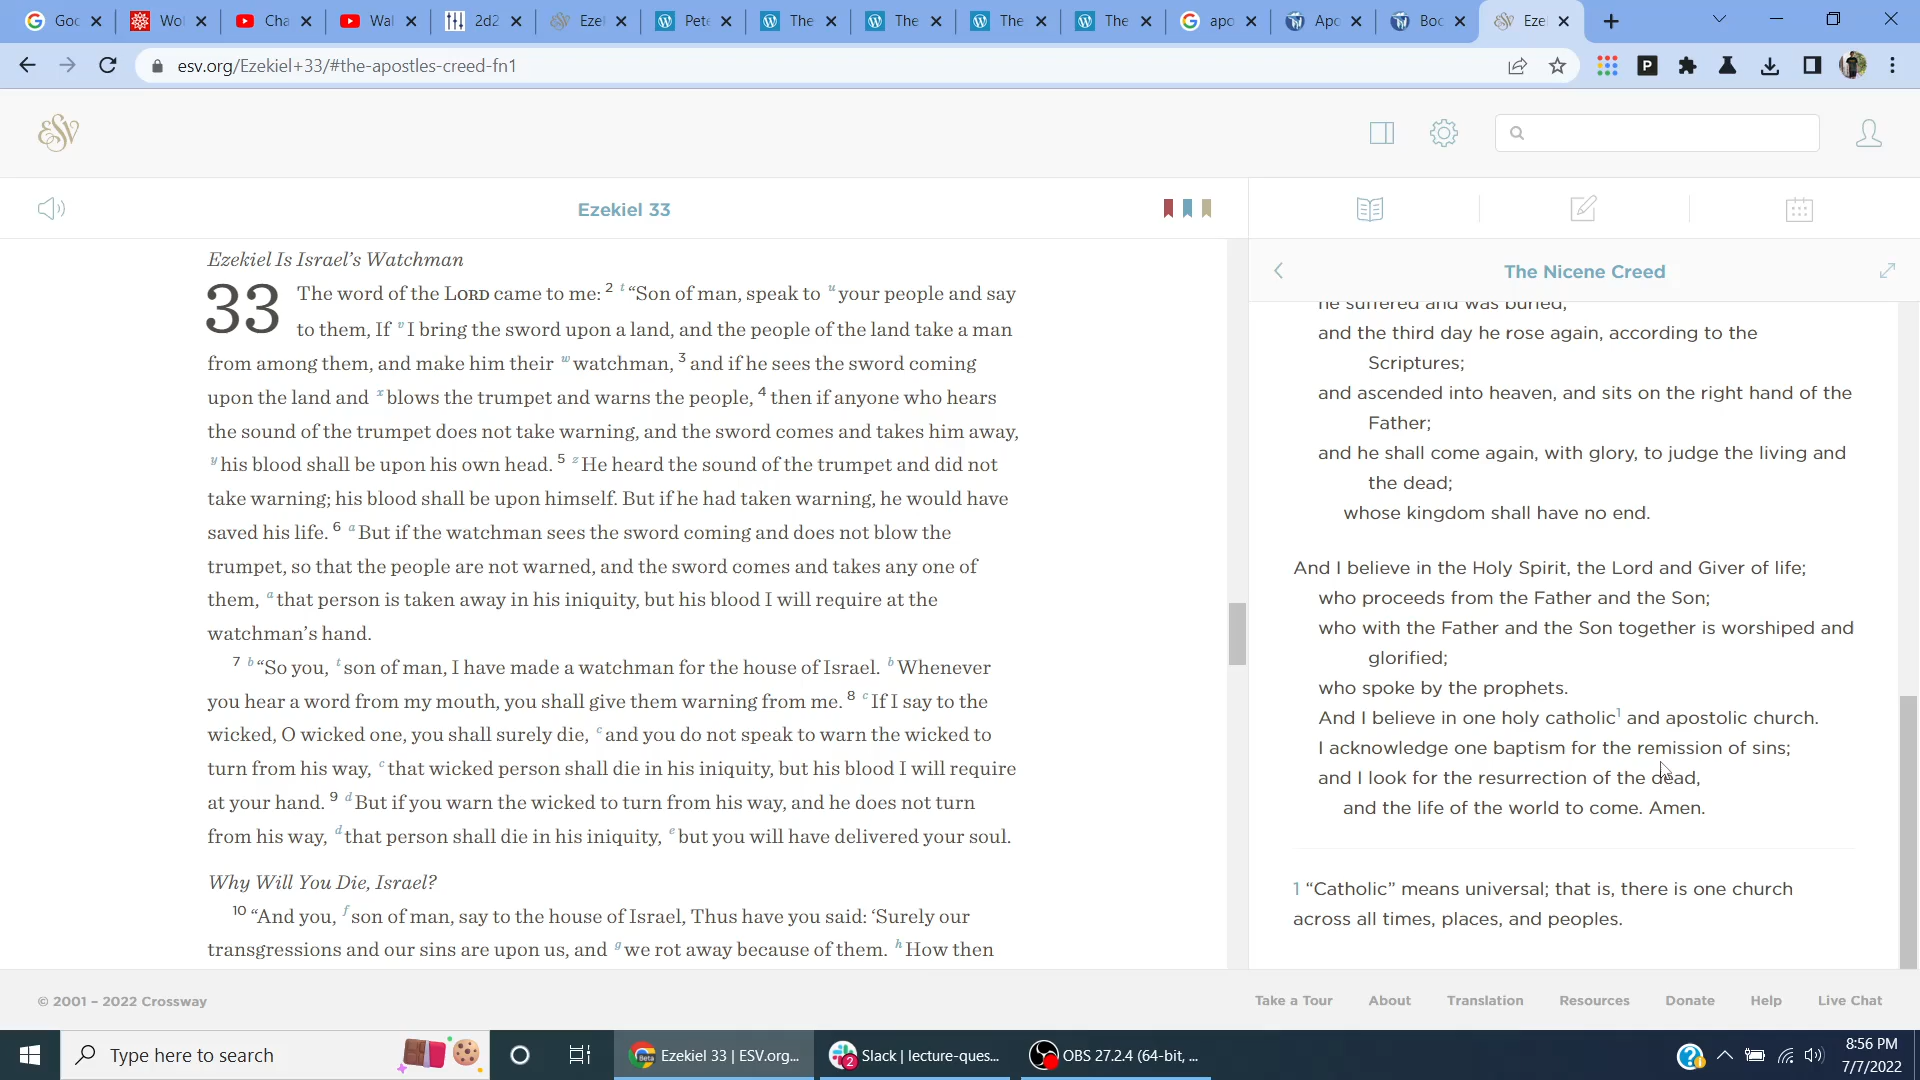 Goc
Wo
Cha
Wal
2d2
Ezel
Pete
The
The
The
The
apo
Apo
Boc
Eze
esv.org/Ezekiel+33/#the-apostles-creed-fn1
P
ESV
Ezekiel 33
Ezekiel Is Israel's Watchman
33 The word of the LORD came to me: 2 t "Son of man, speak to u your people and say
to them, If v I bring the sword upon a land, and the people of the land take a man
from among them, and make him their w watchman, 3 and if he sees the sword coming
upon the land and x blows the trumpet and warns the people, 4 then if anyone who hears
the sound of the trumpet does not take warning, and the sword comes and takes him away,
y his blood shall be upon his own head. 5 z He heard the sound of the trumpet and did not
take warning; his blood shall be upon himself. But if he had taken warning, he would have
saved his life. 6 a But if the watchman sees the sword coming and does not blow the
trumpet, so that the people are not warned, and the sword comes and takes any one of
them, a that person is taken away in his iniquity, but his blood I will require at the
watchman's hand.
7 b "So you, t son of man, I have made a watchman for the house of Israel. b Whenever
you hear a word from my mouth, you shall give them warning from me. 8 c If I say to the
wicked, O wicked one, you shall surely die, c and you do not speak to warn the wicked to
turn from his way, c that wicked person shall die in his iniquity, but his blood I will require
at your hand. 9 d But if you warn the wicked to turn from his way, and he does not turn
from his way, d that person shall die in his iniquity, e but you will have delivered your soul.
Why Will You Die, Israel?
10 "And you, f son of man, say to the house of Israel, Thus have you said: 'Surely our
transgressions and our sins are upon us, and g we rot away because of them. h How then
The Nicene Creed
he suffered and was buried;
and the third day he rose again, according to the
Scriptures;
and ascended into heaven, and sits on the right hand of the
Father;
and he shall come again, with glory, to judge the living and
the dead;
whose kingdom shall have no end.
And I believe in the Holy Spirit, the Lord and Giver of life;
who proceeds from the Father and the Son;
who with the Father and the Son together is worshiped and
glorified;
who spoke by the prophets.
And I believe in one holy catholic1 and apostolic church.
I acknowledge one baptism for the remission of sins;
and I look for the resurrection of the dead,
and the life of the world to come. Amen.
1 "Catholic" means universal; that is, there is one church
across all times, places, and peoples.
© 2001 – 2022 Crossway
Take a Tour About Translation Resources Donate Help Live Chat
Type here to search
Ezekiel 33 | ESV.org...
2
Slack | lecture-ques...
OBS 27.2.4 (64-bit, ...
8:56 PM
7/7/2022